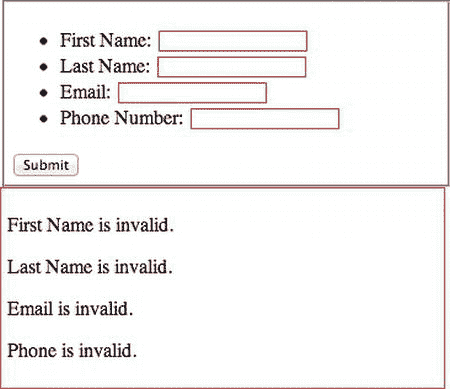 First Name:
Last Name:
Email:
Phone Number:
Submit
First Name is invalid.
Last Name is invalid.
Email is invalid.
Phone is invalid.